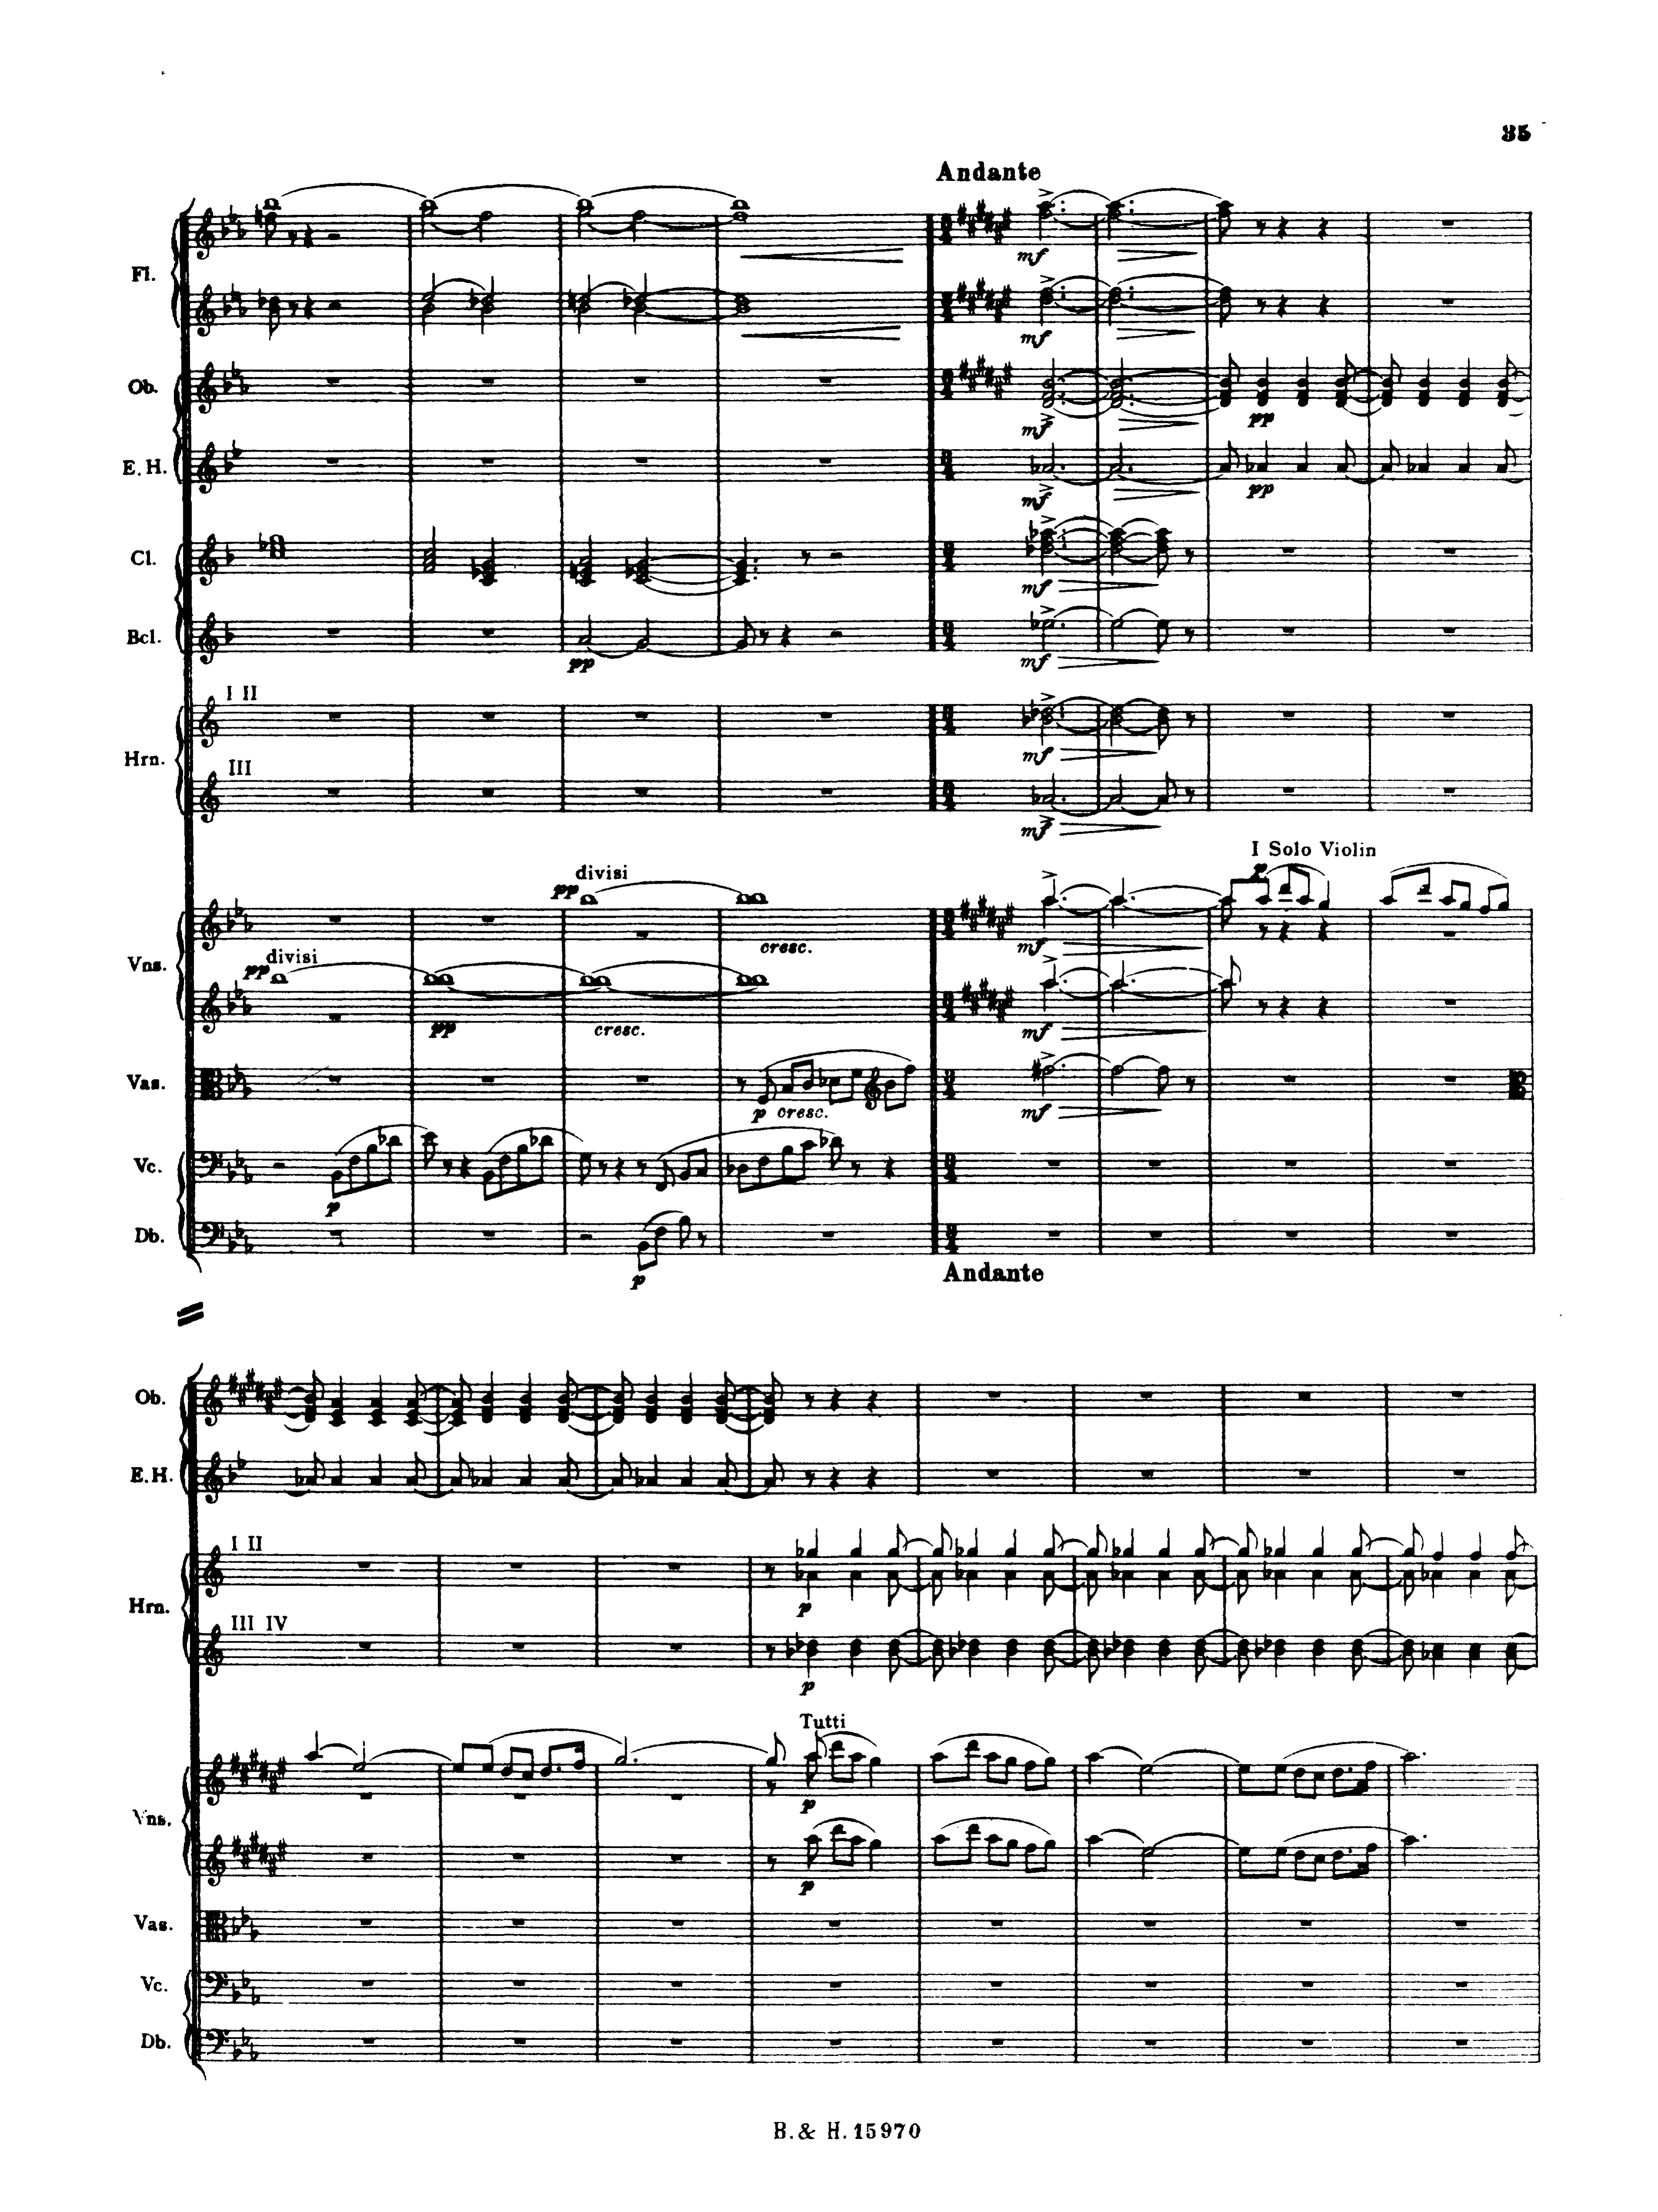 35
Andante
Fl.
mf
mf
Ob.
mf
pp
E. H.
mf
pp
Cl.
mf
Bcl.
pp
mf
I II
mf
Hrn.
III
mf
I Solo Violin
p
pp divisi
cresc.
mf
Vns.
pp divisi
pp
cresc.
mf
Vas.
p cresc.
mf
Vc.
p
Db.
p
Andante
Ob.
E. H.
I II
p
Hrn.
III IV
p
Tutti
p
Vns.
p
Vas.
Vc.
Db.
B. & H. 15970